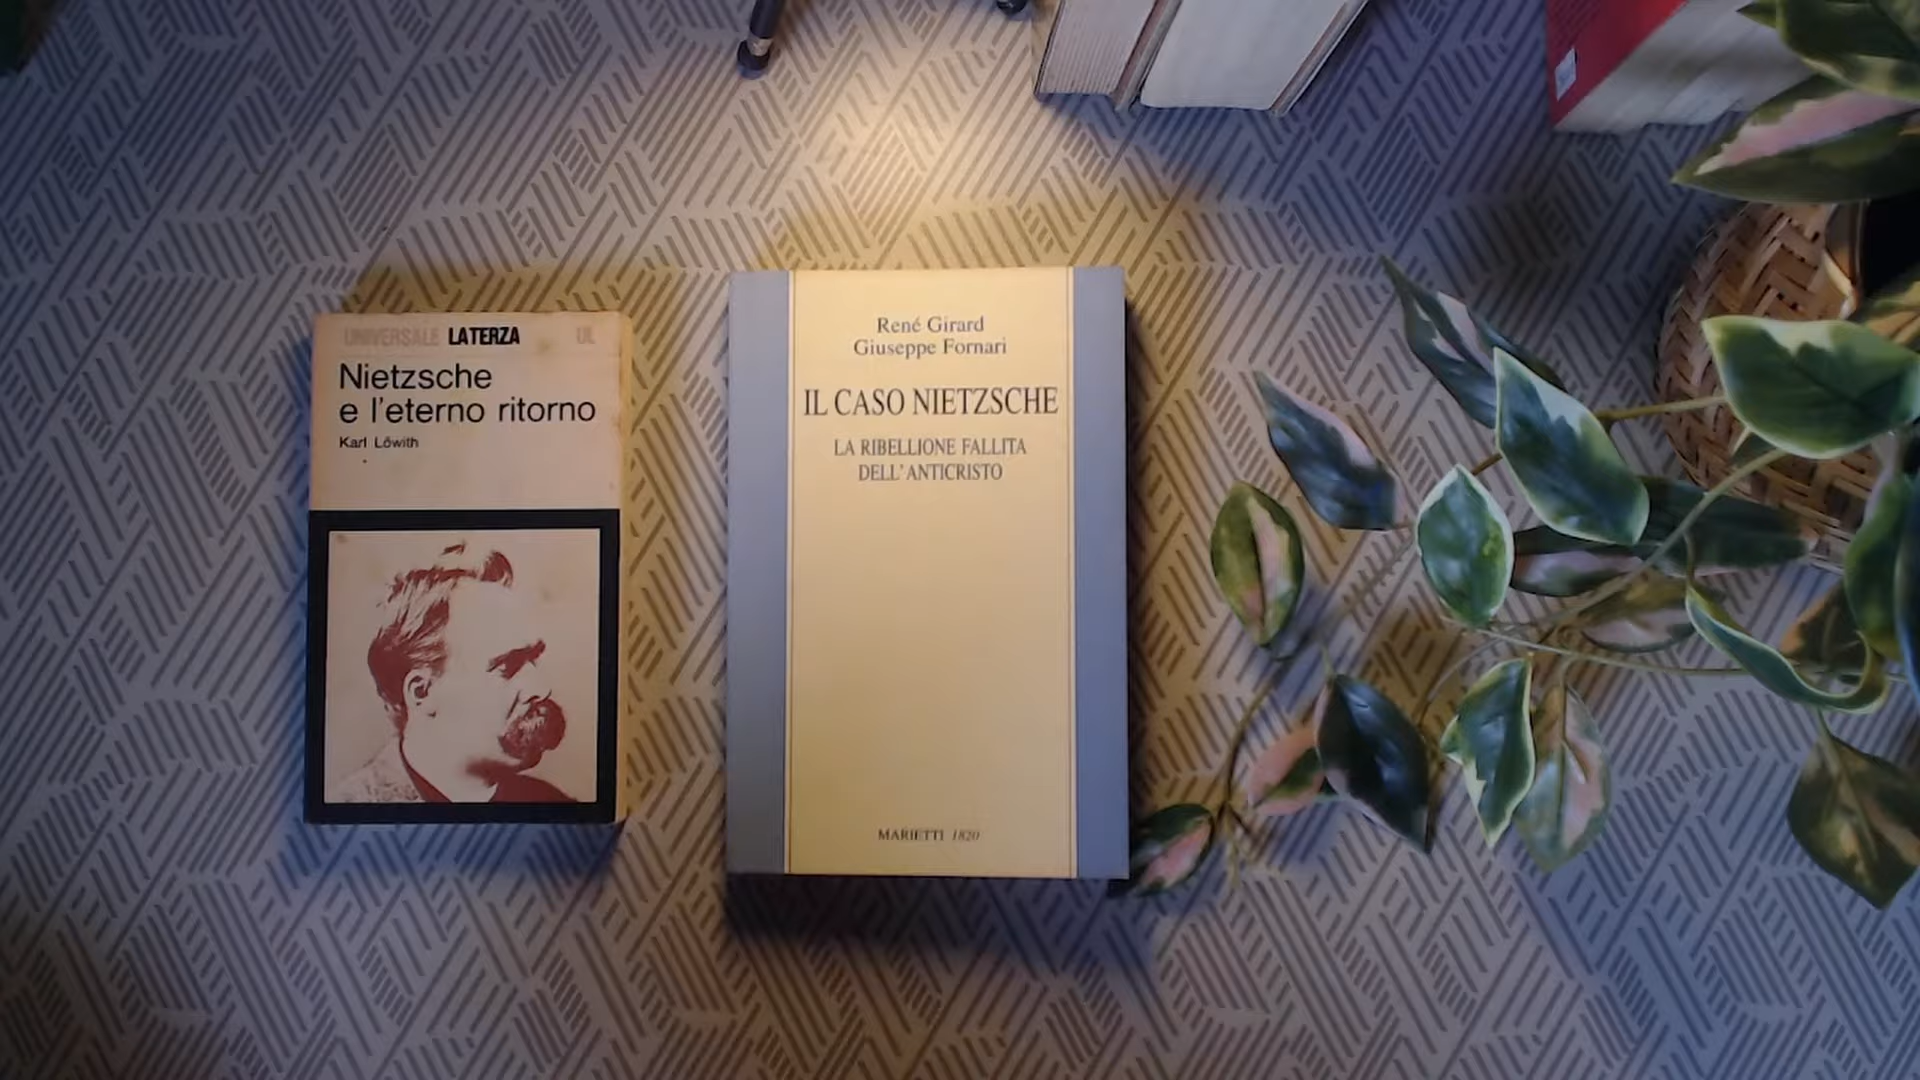 UNIVERSALE LATERZA UL
Nietzsche
e l'eterno ritorno
Karl Löwith
René Girard
Giuseppe Fornari
IL CASO NIETZSCHE
LA RIBELLIONE FALLITA
DELL'ANTICRISTO
MARIETTI 1820